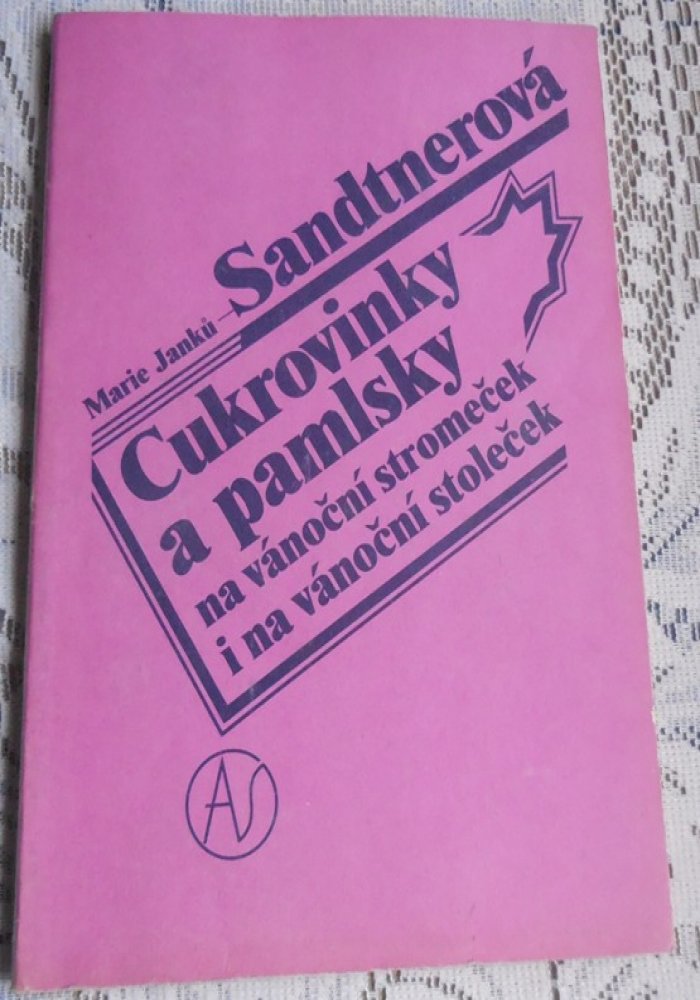 Marie Janků-Sandtnerová
Cukrovinky
a pamlsky
na vánoční stromeček
i na vánoční stoleček
AS